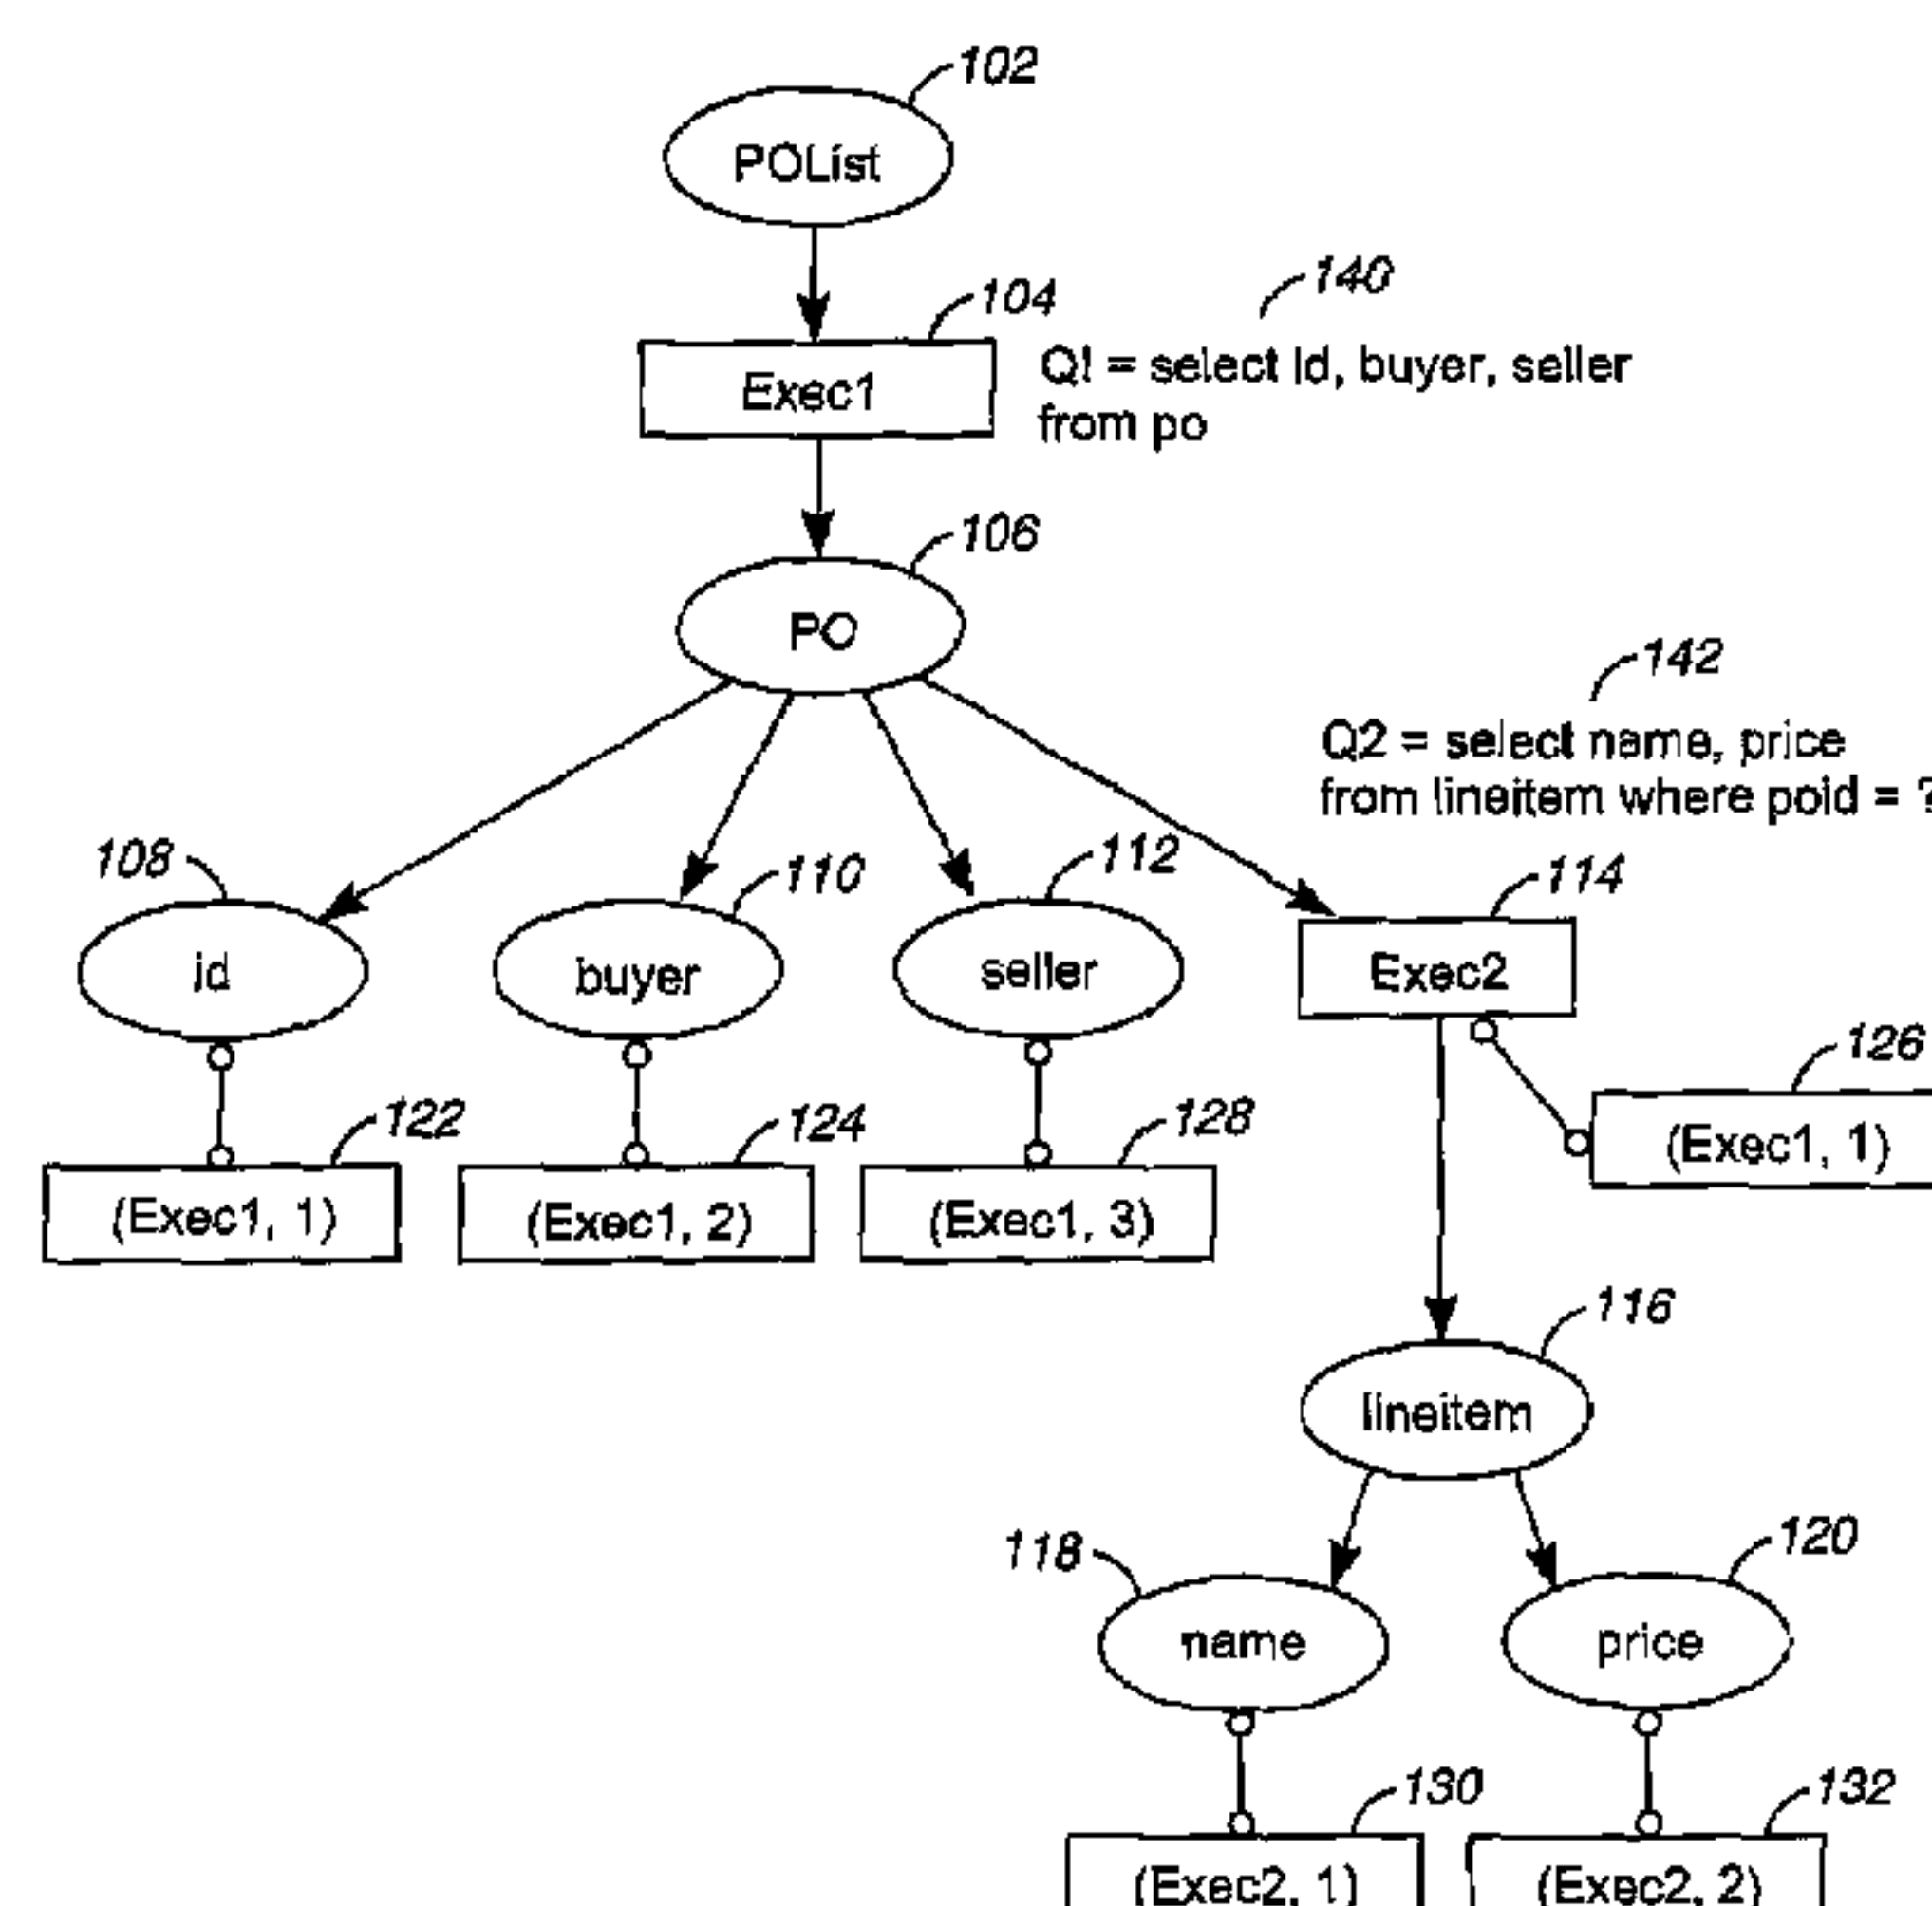 102
POList
140
104
Exec1
Q! = select id, buyer, seller
from po
106
PO
142
Q2 = select name, price
from lineitem where poid = ?
108
110
112
114
id
buyer
seller
Exec2
126
(Exec1, 1)
122
124
128
(Exec1, 1)
(Exec1, 2)
(Exec1, 3)
116
lineitem
118
120
name
price
130
132
(Exec2, 1)
(Exec2, 2)